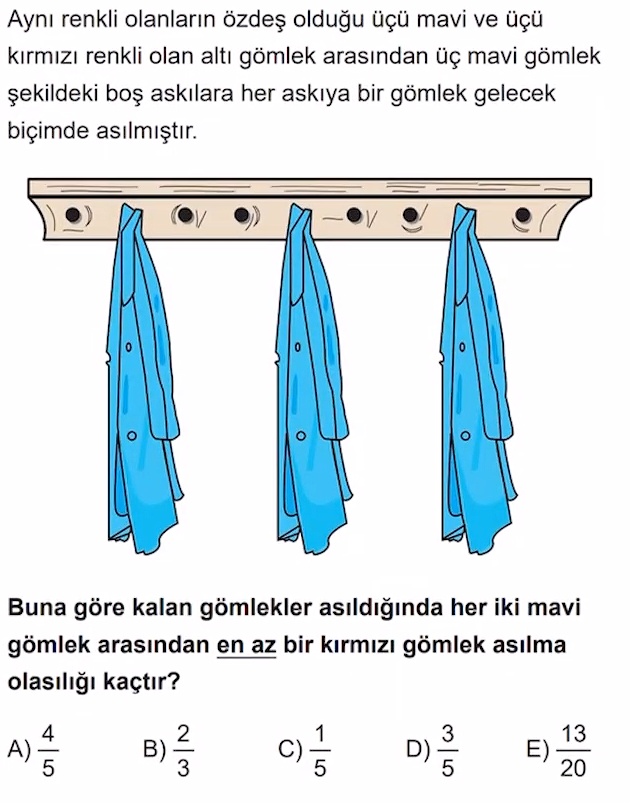 Aynı renkli olanların özdeş olduğu üçü mavi ve üçü
kırmızı renkli olan altı gömlek arasından üç mavi gömlek
şekildeki boş askılara her askıya bir gömlek gelecek
biçimde asılmıştır.
Buna göre kalan gömlekler asıldığında her iki mavi
gömlek arasından en az bir kırmızı gömlek asılma
olasılığı kaçtır?
A) 4/5 B) 2/3 C) 1/5 D) 3/5 E) 13/20